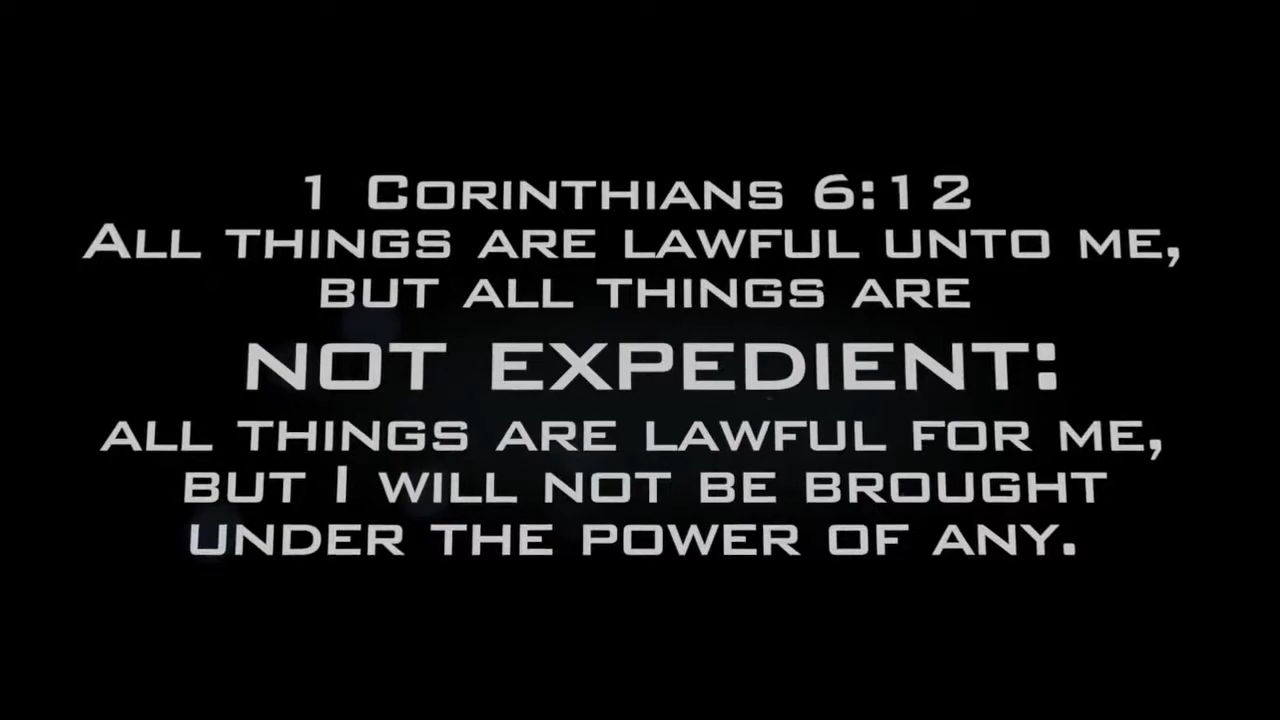 1 Corinthians 6:12
All things are lawful unto me,
but all things are
not expedient:
all things are lawful for me,
but I will not be brought
under the power of any.